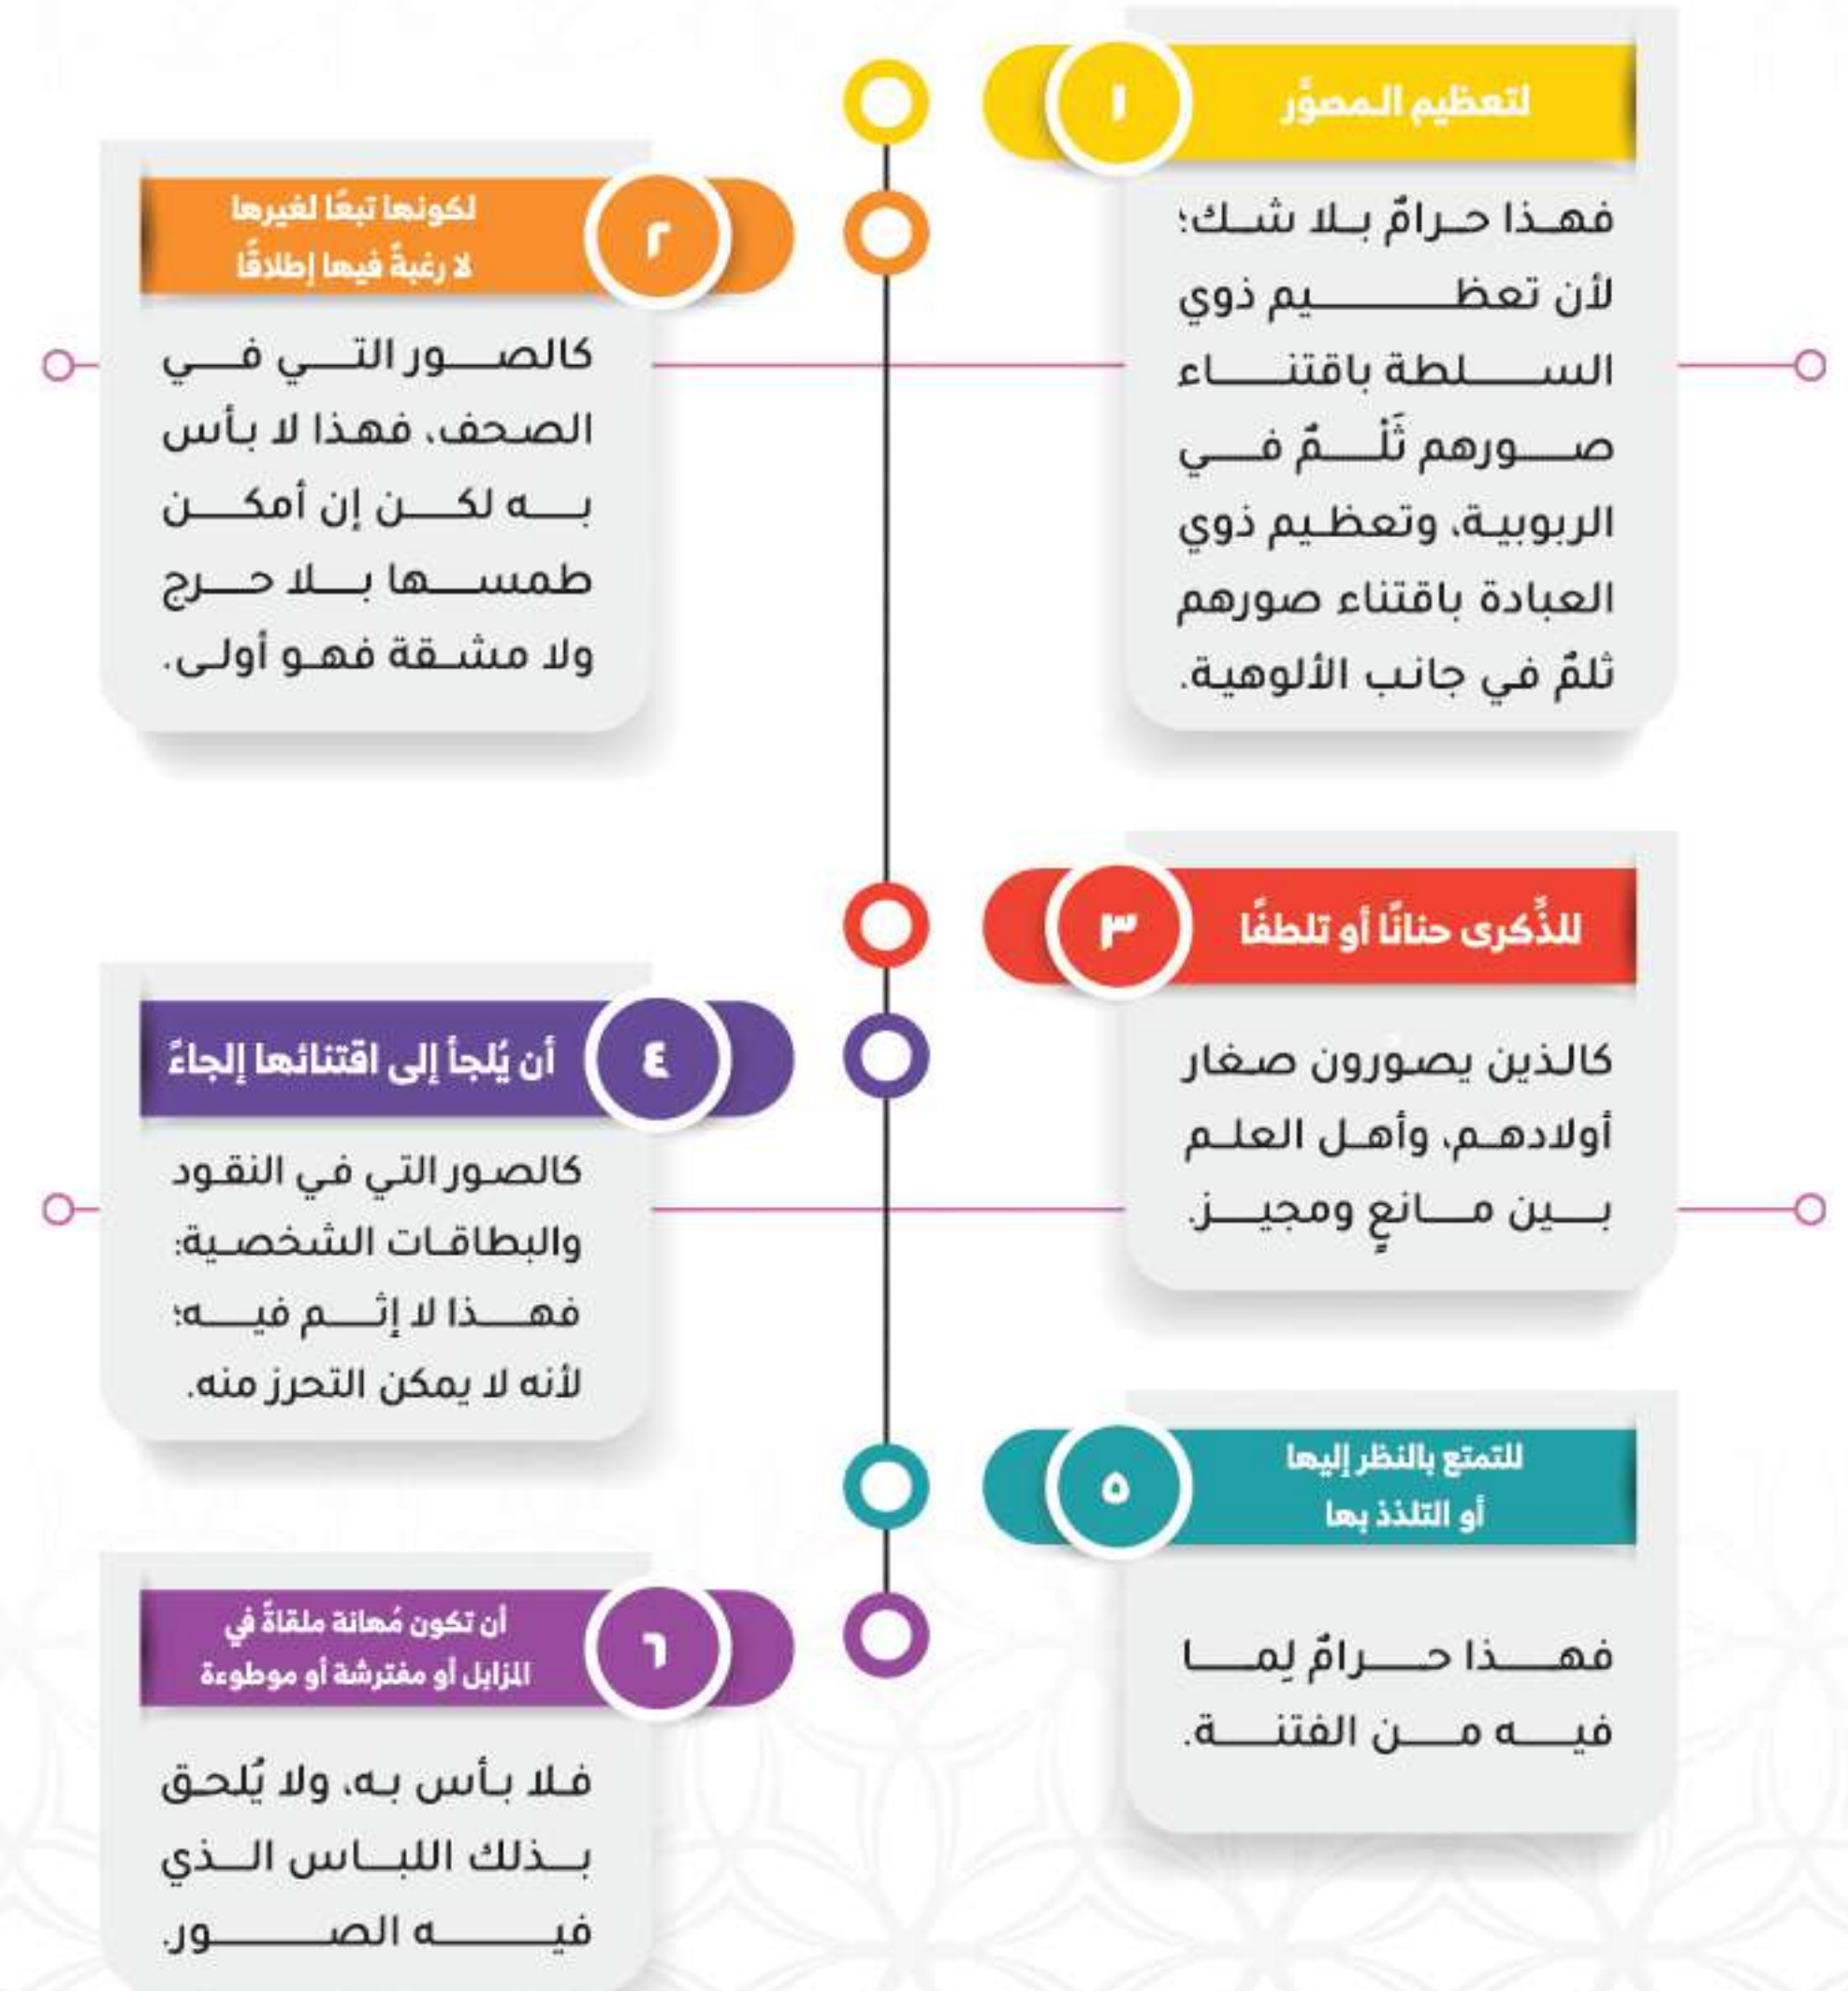 ١
لتعظيم المصوَّر
فهذا حرامٌ بلا شك؛
لأن تعظيم ذوي
السلطة باقتناء
صورهم ثَلْمٌ في
الربوبية، وتعظيم ذوي
العبادة باقتناء صورهم
ثلمٌ في جانب الألوهية.
٢
لكونها تبعًا لغيرها
لا رغبةً فيها إطلاقًا
كالصور التي في
الصحف، فهذا لا بأس
به لكن إن أمكن
طمسها بلا حرج
ولا مشقة فهو أولى.
٣
للذِّكرى حنانًا أو تلطفًا
كالذين يصوّرون صغار
أولادهم، وأهل العلم
بين مانعٍ ومجيز.
٤
أن يُلجأ إلى اقتنائها إلجاءً
كالصور التي في النقود
والبطاقات الشخصية:
فهذا لا إثم فيه؛
لأنه لا يمكن التحرز منه.
٥
للتمتع بالنظر إليها
أو التلذذ بها
فهذا حرامٌ لِما
فيه من الفتنة.
٦
أن تكون مُهانة ملقاةً في
المزابل أو مفترشة أو موطوءة
فلا بأس به، ولا يُلحق
بذلك اللباس الذي
فيه الصور.